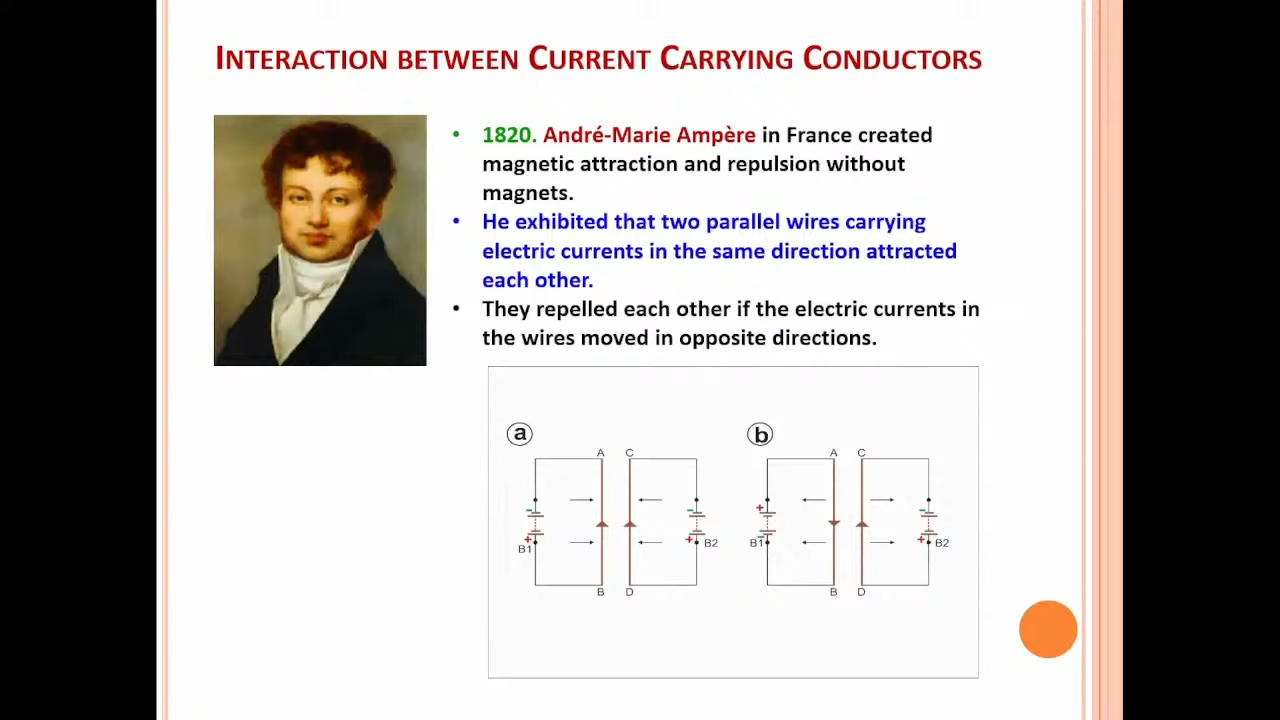 INTERACTION BETWEEN CURRENT CARRYING CONDUCTORS
• 1820. André-Marie Ampère in France created
magnetic attraction and repulsion without
magnets.
• He exhibited that two parallel wires carrying
electric currents in the same direction attracted
each other.
• They repelled each other if the electric currents in
the wires moved in opposite directions.
a
A C
- -
+ +
B1 B2
B D
b
A C
+ -
- +
B1 B2
B D